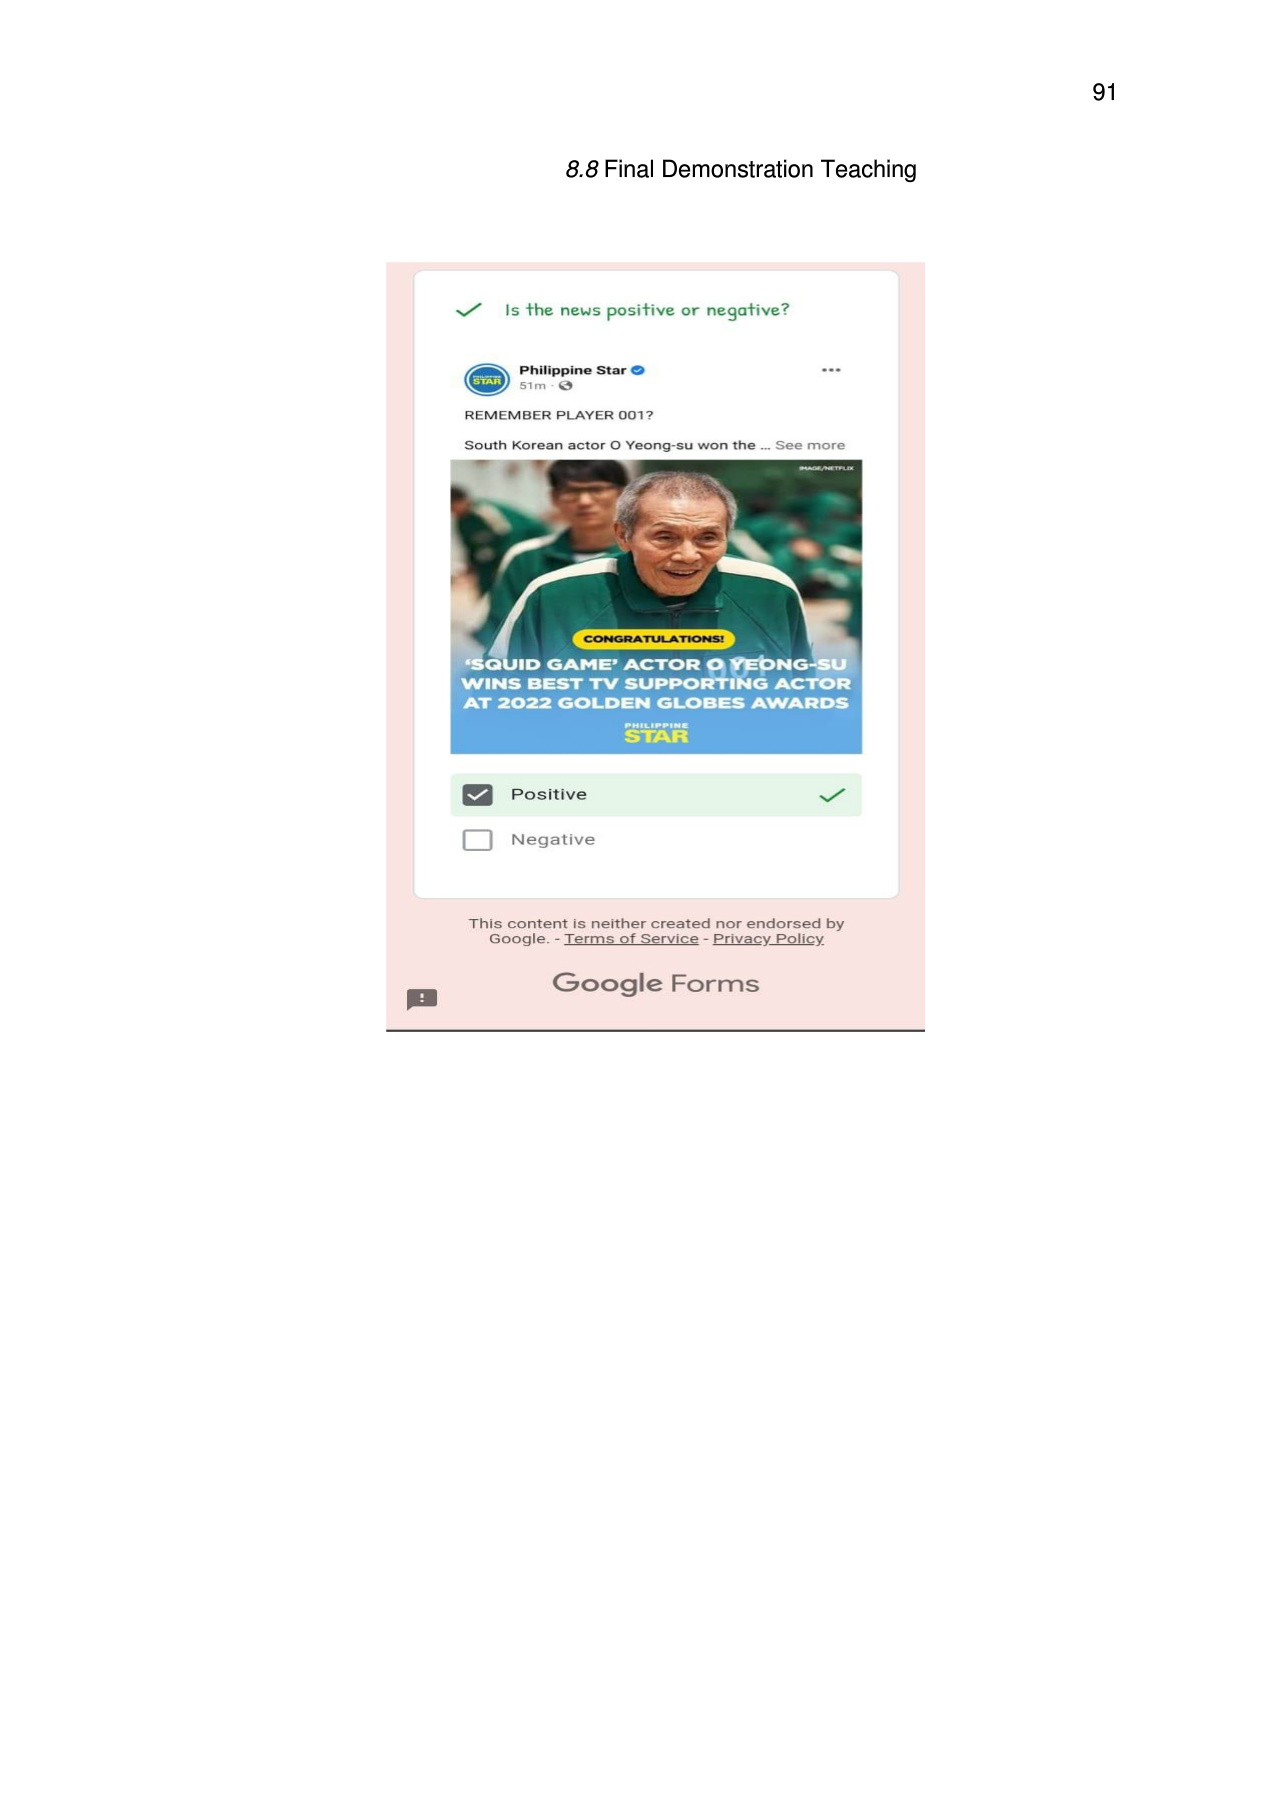 91
8.8 Final Demonstration Teaching
Is the news positive or negative?
PHILIPPINE
STAR
Philippine Star
51m
REMEMBER PLAYER 001?
South Korean actor O Yeong-su won the ... See more
IMAGE/NETFLIX
001
CONGRATULATIONS!
‘SQUID GAME’ ACTOR O YEONG-SU
WINS BEST TV SUPPORTING ACTOR
AT 2022 GOLDEN GLOBES AWARDS
PHILIPPINE
STAR
Positive
Negative
This content is neither created nor endorsed by
Google. - Terms of Service - Privacy Policy
Google Forms